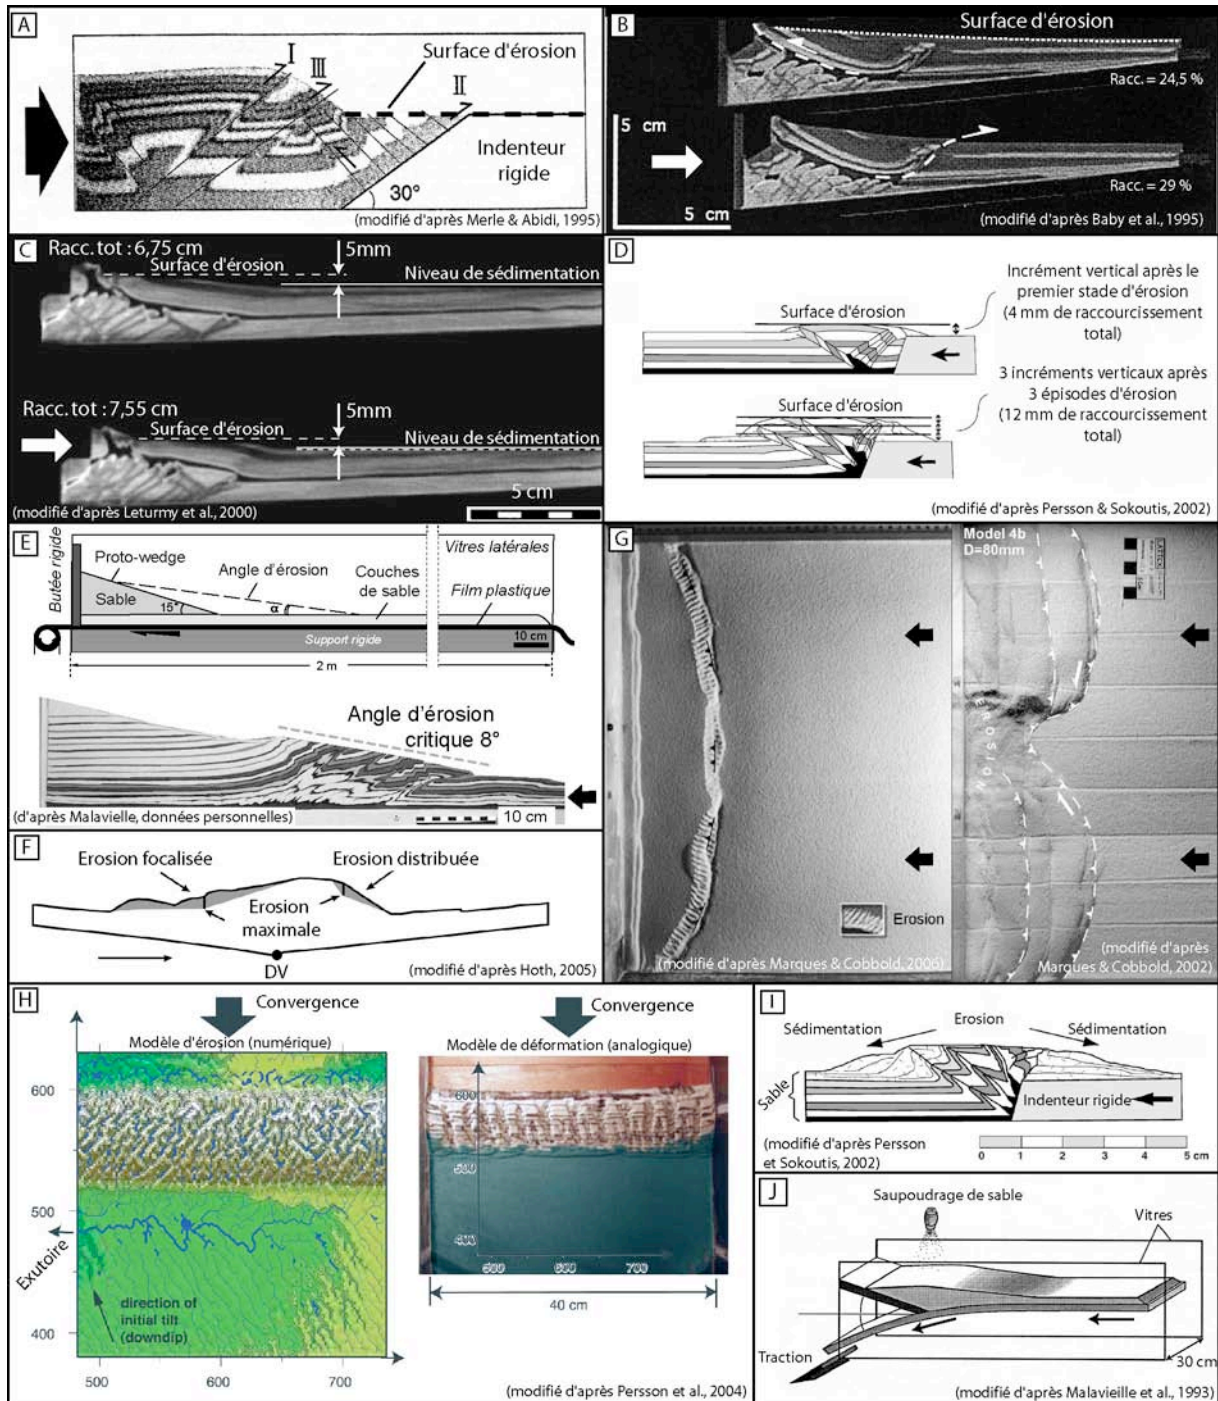 A
I
III
II
Surface d'érosion
Indenteur
rigide
30°
(modifié d'après Merle & Abidi, 1995)
B
Surface d'érosion
Racc. = 24,5 %
5 cm
5 cm
Racc. = 29 %
(modifié d'après Baby et al., 1995)
C
Racc. tot : 6,75 cm
5mm
Surface d'érosion
Niveau de sédimentation
Racc. tot : 7,55 cm
5mm
Surface d'érosion
Niveau de sédimentation
5 cm
(modifié d'après Leturmy et al., 2000)
D
Incrément vertical après le
premier stade d'érosion
(4 mm de raccourcissement
total)
Surface d'érosion
3 incréments verticaux après
3 épisodes d'érosion
(12 mm de raccourcissement
total)
Surface d'érosion
(modifié d'après Persson & Sokoutis, 2002)
E
Butée rigide
Proto-wedge
Vitres latérales
Angle d'érosion
Couches
de sable
Film plastique
Sable
15°
α
Support rigide
10 cm
2 m
Angle d'érosion
critique 8°
(d'après Malavielle, données personnelles)
10 cm
F
Erosion focalisée
Erosion distribuée
Erosion
maximale
DV
(modifié d'après Hoth, 2005)
G
Model 4b
D=80mm
EROSION
Erosion
(modifié d'après Marques & Cobbold, 2006)
(modifié d'après
Marques & Cobbold, 2002)
H
Convergence
Convergence
Modèle d'érosion (numérique)
Modèle de déformation (analogique)
600
500
400
Exutoire
direction of
initial tilt
(downdip)
500
600
700
600
500
400
500
600
700
40 cm
(modifié d'après Persson et al., 2004)
I
Erosion
Sédimentation
Sédimentation
Sable
Indenteur rigide
(modifié d'après Persson
et Sokoutis, 2002)
0 1 2 3 4 5 cm
J
Saupoudrage de sable
Vitres
Traction
30 cm
(modifié d'après Malavieille et al., 1993)